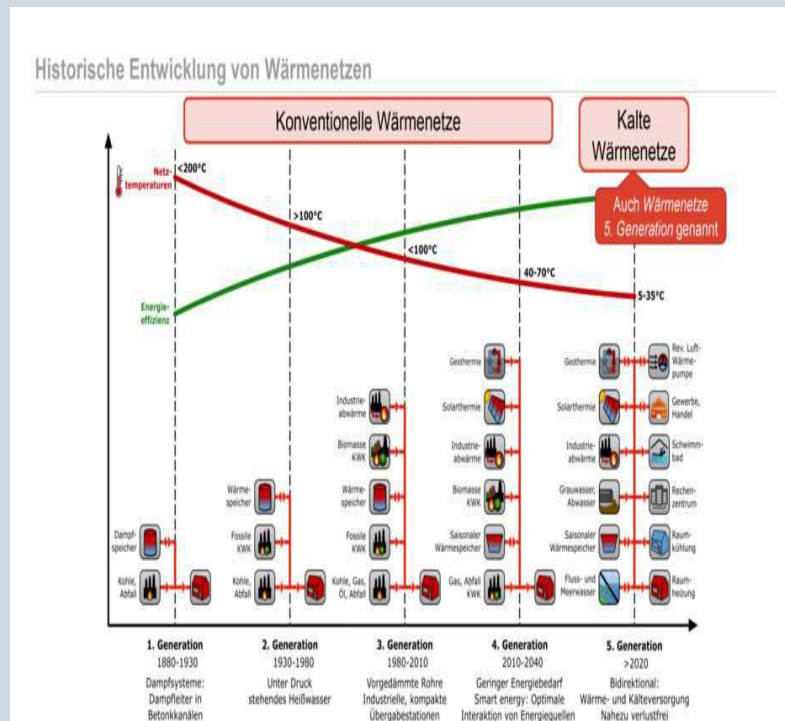 Historische Entwicklung von Wärmenetzen
Konventionelle Wärmenetze
Kalte
Wärmenetze
Auch Wärmenetze
5. Generation genannt
Netz-
temperaturen
<200°C
>100°C
<100°C
40-70°C
5-35°C
Energie-
effizienz
Dampf-
speicher
Kohle,
Abfall
Wärme-
speicher
Fossile
KWK
Kohle,
Abfall
Industrie-
abwärme
Biomasse
KWK
Wärme-
speicher
Fossile
KWK
Kohle, Gas,
Öl, Abfall
Geothermie
Solarthermie
Industrie-
abwärme
Biomasse
KWK
Saisonaler
Wärmespeicher
Gas, Abfall
KWK
Geothermie
Solarthermie
Industrie-
abwärme
Grauwasser,
Abwasser
Saisonaler
Wärmespeicher
Fluss- und
Meerwasser
Rev. Luft-
Wärme-
pumpe
Gewerbe,
Handel
Schwimm-
bad
Rechen-
zentrum
Raum-
kühlung
Raum-
heizung
1. Generation
1880-1930
Dampfsysteme:
Dampfleiter in
Betonkkanälen
2. Generation
1930-1980
Unter Druck
stehendes Heißwasser
3. Generation
1980-2010
Vorgedämmte Rohre
Industrielle, kompakte
Übergabestationen
4. Generation
2010-2040
Geringer Energiebedarf
Smart energy: Optimale
Interaktion von Energiequellen
5. Generation
>2020
Bidirektional:
Wärme- und Kälteversorgung
Nahezu verlustfrei